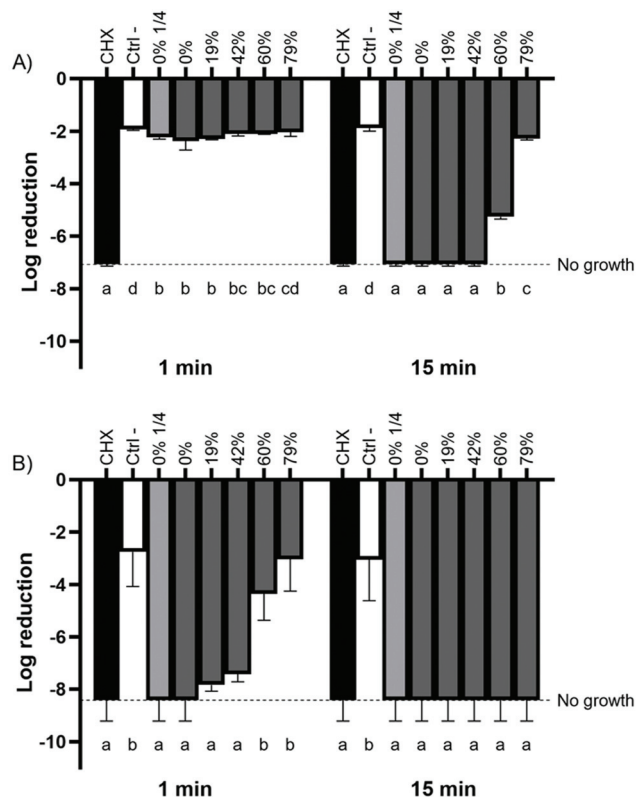 A)
CHX Ctrl - 0% 1/4 0% 19% 42% 60% 79% CHX Ctrl - 0% 1/4 0% 19% 42% 60% 79%
0
-2
-4
-6
-8
-10
Log reduction
No growth
a d b b b bc bc cd a d a a a a b c
1 min 15 min
B)
CHX Ctrl - 0% 1/4 0% 19% 42% 60% 79% CHX Ctrl - 0% 1/4 0% 19% 42% 60% 79%
0
-2
-4
-6
-8
-10
Log reduction
No growth
a b a a a a b b a b a a a a a a
1 min 15 min